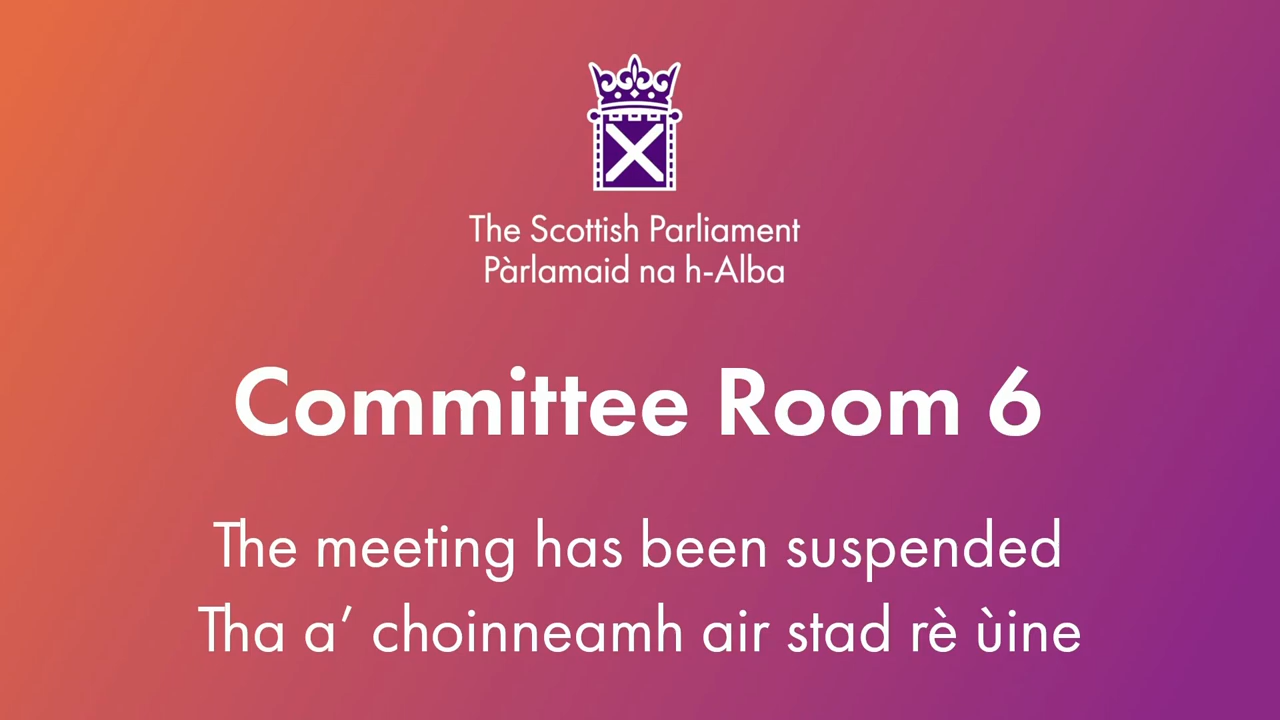 The Scottish Parliament
Pàrlamaid na h-Alba
Committee Room 6
The meeting has been suspended
Tha a’ choinneamh air stad rè ùine